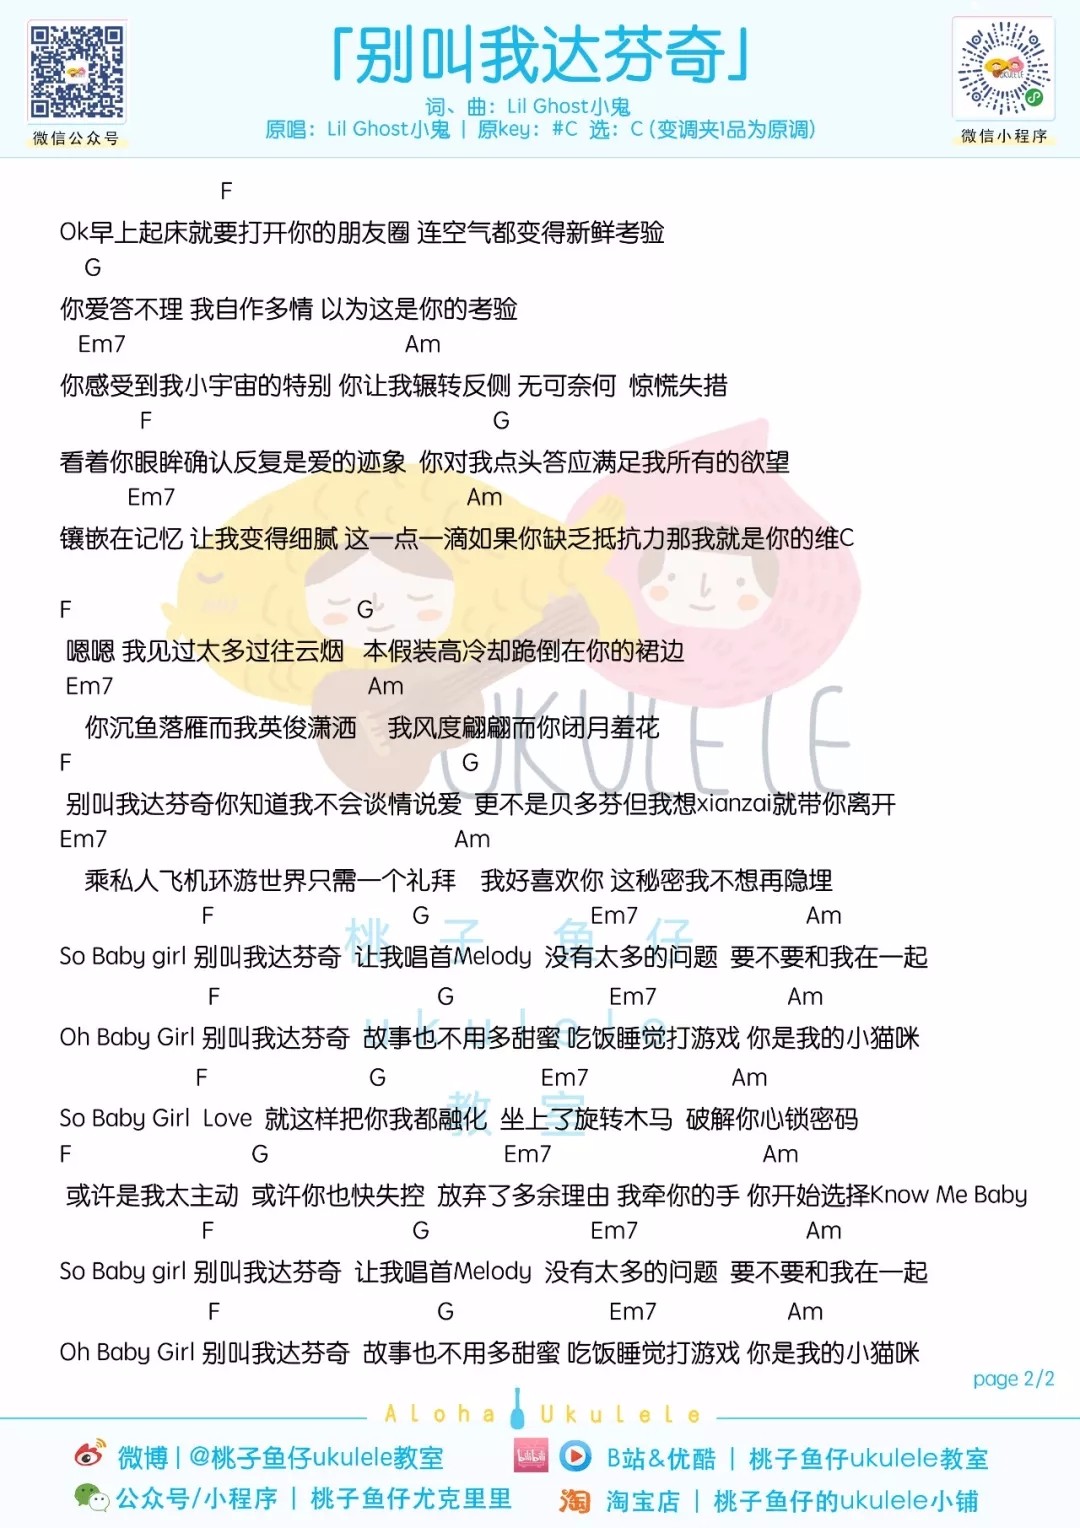 「别叫我达芬奇」
词、曲：Lil Ghost小鬼
原唱：Lil Ghost小鬼 | 原key：#C 选：C (变调夹1品为原调)
微信公众号
微信小程序
F
Ok早上起床就要打开你的朋友圈 连空气都变得新鲜考验
G
你爱答不理 我自作多情 以为这是你的考验
Em7 Am
你感受到我小宇宙的特别 你让我辗转反侧 无可奈何 惊慌失措
F G
看着你眼眸确认反复是爱的迹象 你对我点头答应满足我所有的欲望
Em7 Am
镶嵌在记忆 让我变得细腻 这一点一滴如果你缺乏抵抗力那我就是你的维C
F G
嗯嗯 我见过太多过往云烟 本假装高冷却跪倒在你的裙边
Em7 Am
你沉鱼落雁而我英俊潇洒 我风度翩翩而你闭月羞花
F G
别叫我达芬奇你知道我不会谈情说爱 更不是贝多芬但我想xianzai就带你离开
Em7 Am
乘私人飞机环游世界只需一个礼拜 我好喜欢你 这秘密我不想再隐埋
F G Em7 Am
So Baby girl 别叫我达芬奇 让我唱首Melody 没有太多的问题 要不要和我在一起
F G Em7 Am
Oh Baby Girl 别叫我达芬奇 故事也不用多甜蜜 吃饭睡觉打游戏 你是我的小猫咪
F G Em7 Am
So Baby Girl Love 就这样把你我都融化 坐上了旋转木马 破解你心锁密码
F G Em7 Am
或许是我太主动 或许你也快失控 放弃了多余理由 我牵你的手 你开始选择Know Me Baby
F G Em7 Am
So Baby girl 别叫我达芬奇 让我唱首Melody 没有太多的问题 要不要和我在一起
F G Em7 Am
Oh Baby Girl 别叫我达芬奇 故事也不用多甜蜜 吃饭睡觉打游戏 你是我的小猫咪
UKULELE
桃子鱼仔
ukulele
教室
page 2/2
Aloha Ukulele
微博 | @桃子鱼仔ukulele教室
bilibili B站&优酷 | 桃子鱼仔ukulele教室
公众号/小程序 | 桃子鱼仔尤克里里
淘 淘宝店 | 桃子鱼仔的ukulele小铺